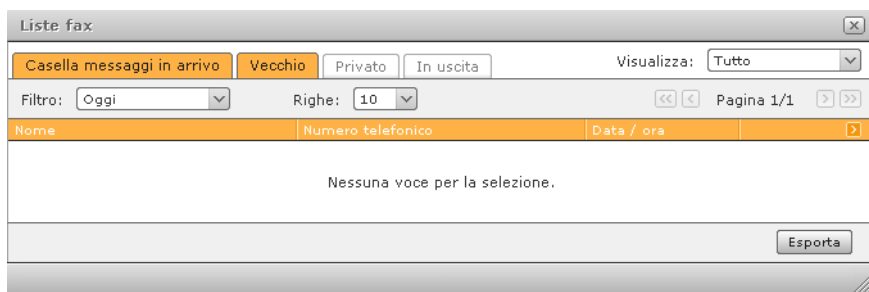 Liste fax
Casella messaggi in arrivo Vecchio Privato In uscita Visualizza: Tutto
Filtro: Oggi Righe: 10 Pagina 1/1
Nome Numero telefonico Data / ora
Nessuna voce per la selezione.
Esporta